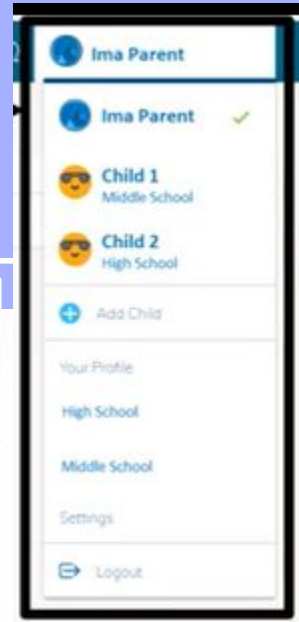 Ima Parent
Ima Parent
Child 1
Middle School
Child 2
High School
Add Child
Your Profile
High School
Middle School
Settings
Logout